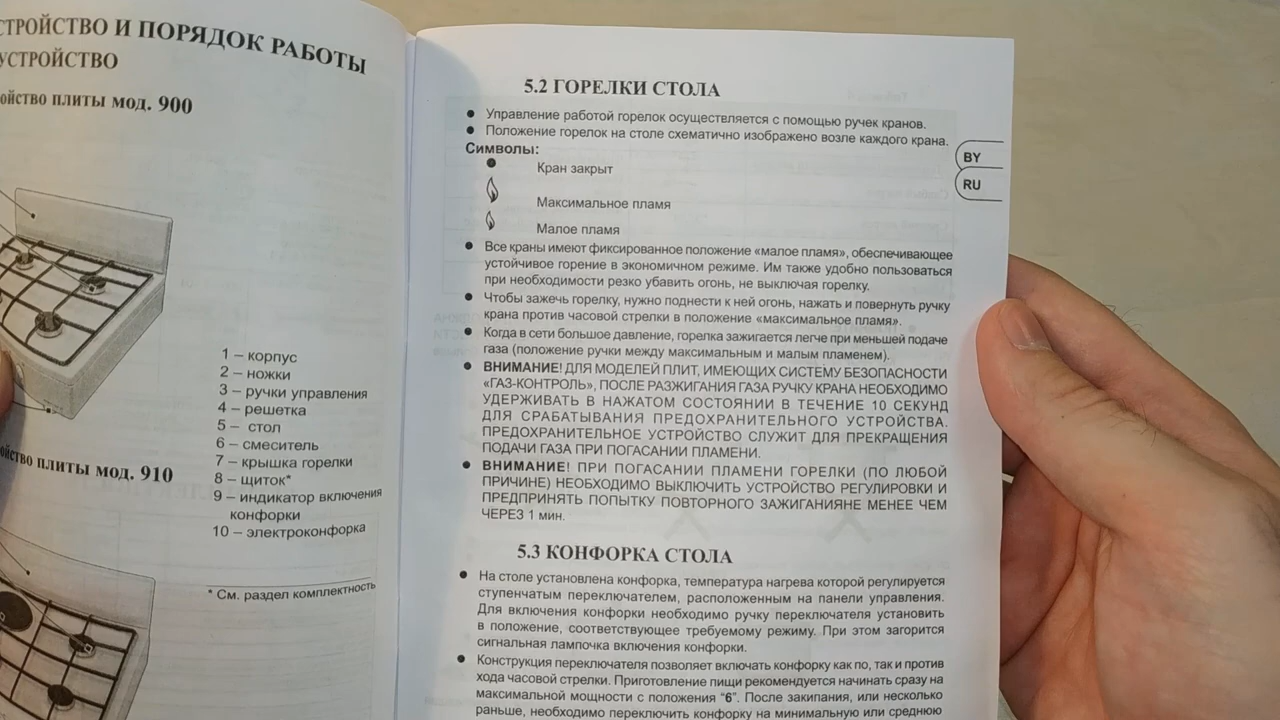 СТРОЙСТВО И ПОРЯДОК РАБОТЫ
УСТРОЙСТВО
ойство плиты мод. 900
1 – корпус
2 – ножки
3 – ручки управления
4 – решетка
5 – стол
6 – смеситель
7 – крышка горелки
8 – щиток*
9 – индикатор включения
конфорки
10 – электроконфорка
ойство плиты мод. 910
* См. раздел комплектность
5.2 ГОРЕЛКИ СТОЛА
● Управление работой горелок осуществляется с помощью ручек кранов.
● Положение горелок на столе схематично изображено возле каждого крана.
Символы:
● Кран закрыт
Максимальное пламя
Малое пламя
● Все краны имеют фиксированное положение «малое пламя», обеспечивающее
устойчивое горение в экономичном режиме. Им также удобно пользоваться
при необходимости резко убавить огонь, не выключая горелку.
● Чтобы зажечь горелку, нужно поднести к ней огонь, нажать и повернуть ручку
крана против часовой стрелки в положение «максимальное пламя».
● Когда в сети большое давление, горелка зажигается легче при меньшей подаче
газа (положение ручки между максимальным и малым пламенем).
● ВНИМАНИЕ! ДЛЯ МОДЕЛЕЙ ПЛИТ, ИМЕЮЩИХ СИСТЕМУ БЕЗОПАСНОСТИ
«ГАЗ-КОНТРОЛЬ», ПОСЛЕ РАЗЖИГАНИЯ ГАЗА РУЧКУ КРАНА НЕОБХОДИМО
УДЕРЖИВАТЬ В НАЖАТОМ СОСТОЯНИИ В ТЕЧЕНИЕ 10 СЕКУНД
ДЛЯ СРАБАТЫВАНИЯ ПРЕДОХРАНИТЕЛЬНОГО УСТРОЙСТВА.
ПРЕДОХРАНИТЕЛЬНОЕ УСТРОЙСТВО СЛУЖИТ ДЛЯ ПРЕКРАЩЕНИЯ
ПОДАЧИ ГАЗА ПРИ ПОГАСАНИИ ПЛАМЕНИ.
● ВНИМАНИЕ! ПРИ ПОГАСАНИИ ПЛАМЕНИ ГОРЕЛКИ (ПО ЛЮБОЙ
ПРИЧИНЕ) НЕОБХОДИМО ВЫКЛЮЧИТЬ УСТРОЙСТВО РЕГУЛИРОВКИ И
ПРЕДПРИНЯТЬ ПОПЫТКУ ПОВТОРНОГО ЗАЖИГАНИЯНЕ МЕНЕЕ ЧЕМ
ЧЕРЕЗ 1 мин.
5.3 КОНФОРКА СТОЛА
● На столе установлена конфорка, температура нагрева которой регулируется
ступенчатым переключателем, расположенным на панели управления.
Для включения конфорки необходимо ручку переключателя установить
в положение, соответствующее требуемому режиму. При этом загорится
сигнальная лампочка включения конфорки.
● Конструкция переключателя позволяет включать конфорку как по, так и против
хода часовой стрелки. Приготовление пищи рекомендуется начинать сразу на
максимальной мощности с положения “6”. После закипания, или несколько
раньше, необходимо переключить конфорку на минимальную или среднюю
BY
RU